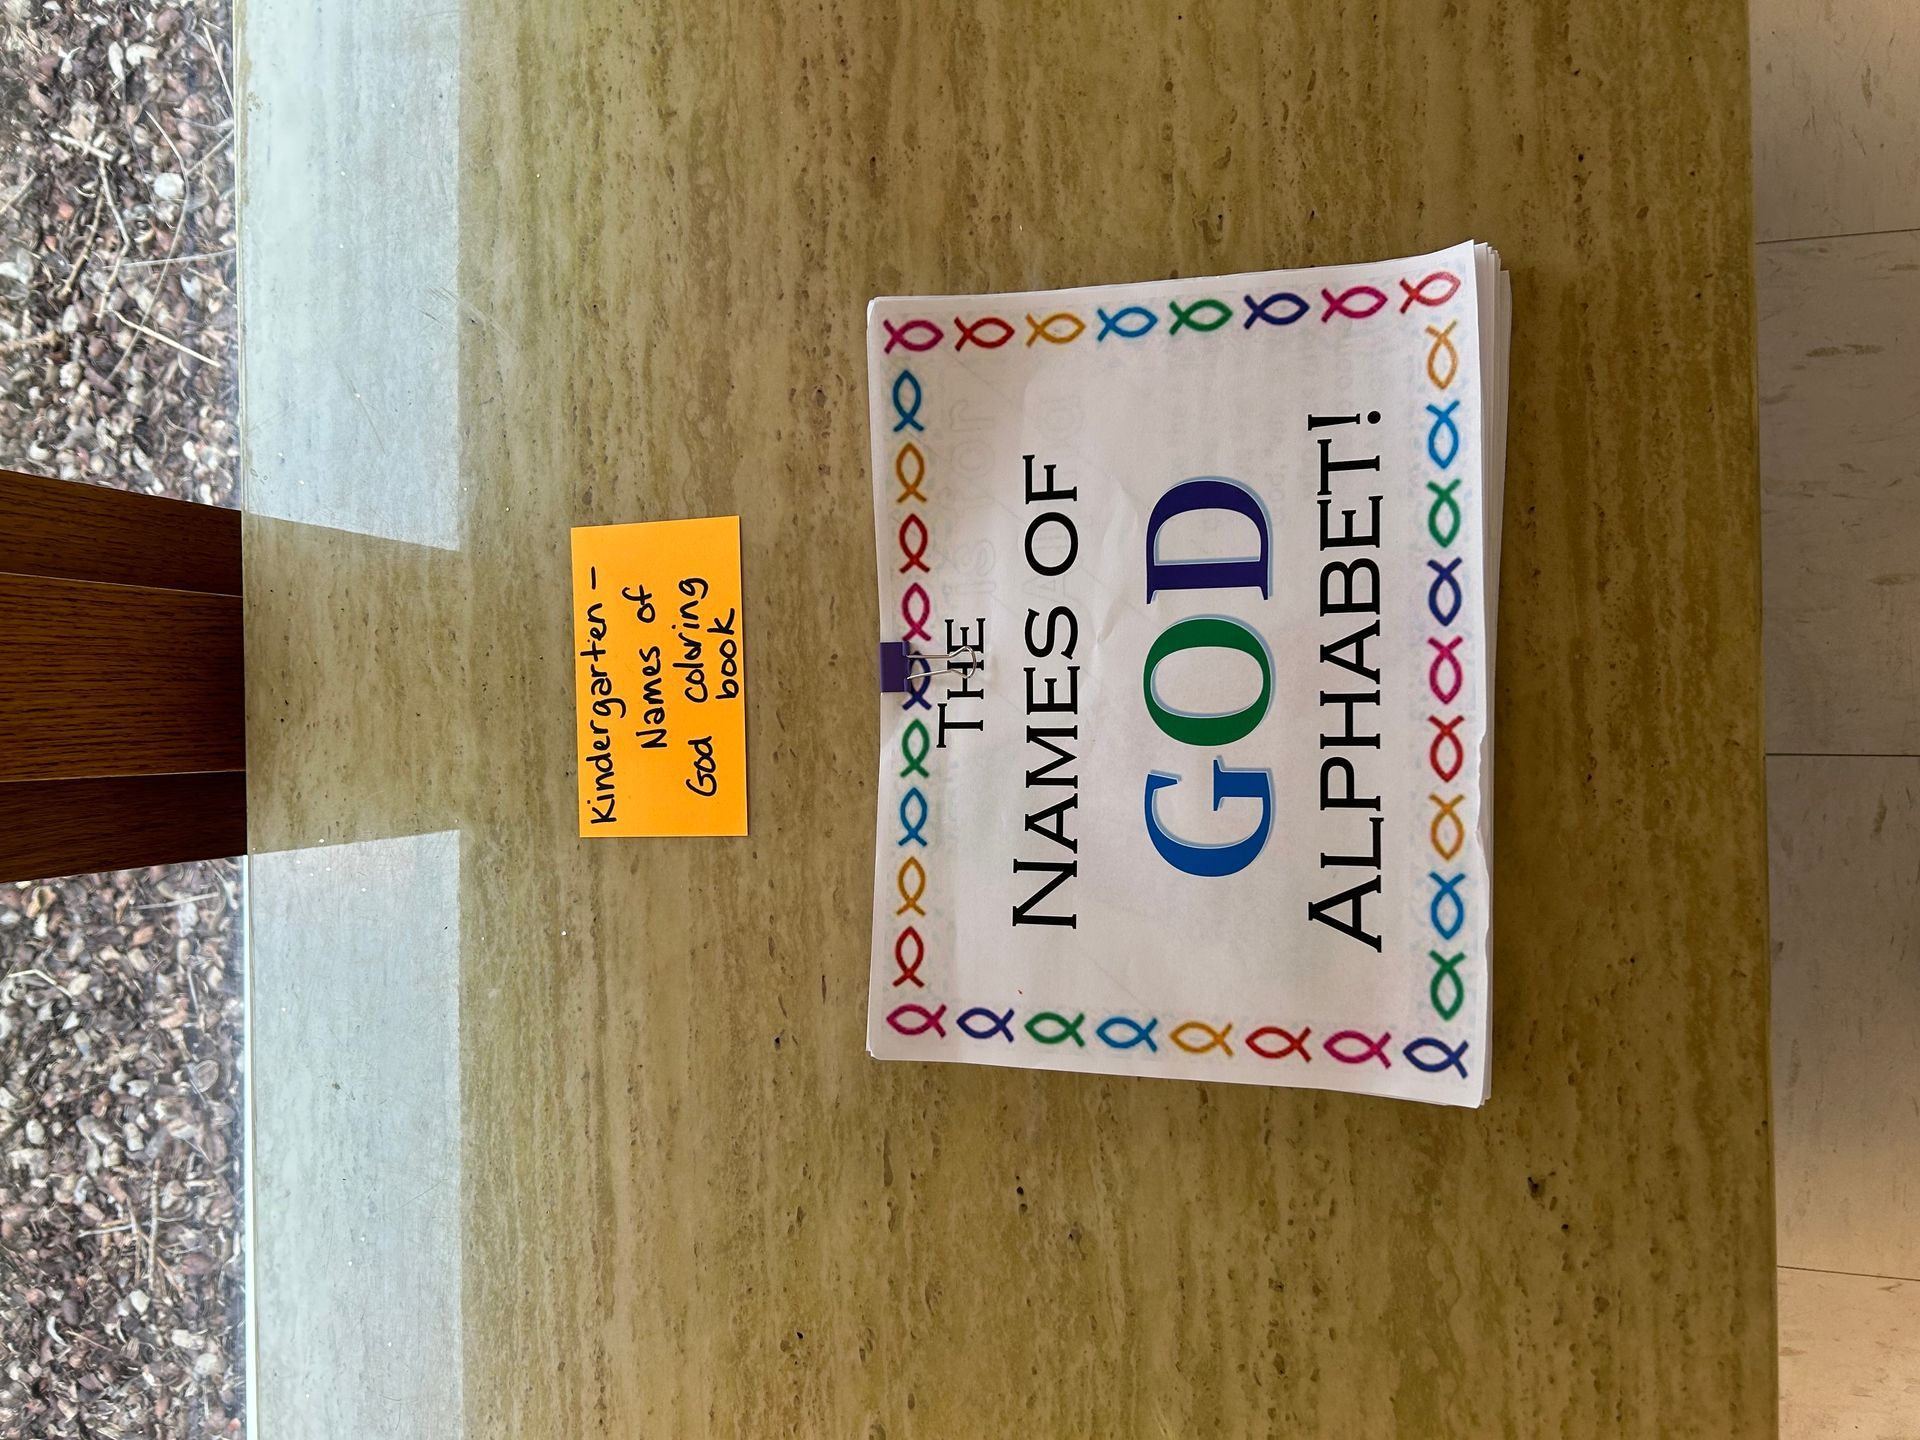 Kindergarten -
Names of
God coloring
book
THE
NAMES OF
GOD
ALPHABET!